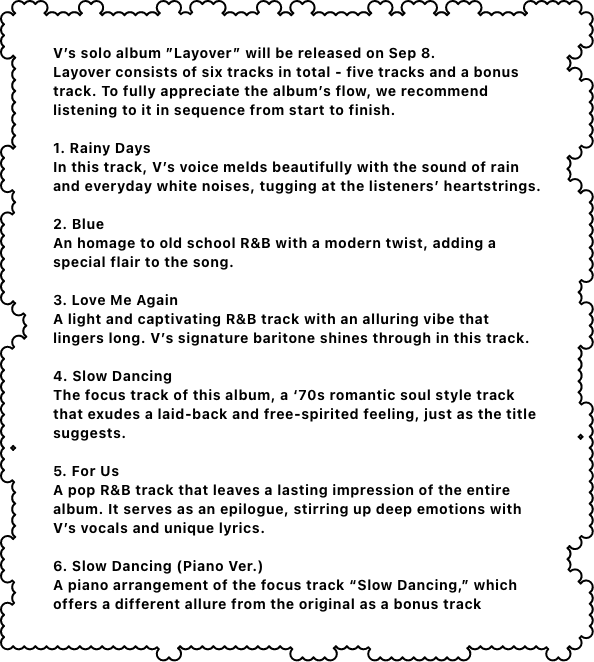 V’s solo album ”Layover” will be released on Sep 8.
Layover consists of six tracks in total - five tracks and a bonus
track. To fully appreciate the album’s flow, we recommend
listening to it in sequence from start to finish.
1. Rainy Days
In this track, V’s voice melds beautifully with the sound of rain
and everyday white noises, tugging at the listeners’ heartstrings.
2. Blue
An homage to old school R&B with a modern twist, adding a
special flair to the song.
3. Love Me Again
A light and captivating R&B track with an alluring vibe that
lingers long. V’s signature baritone shines through in this track.
4. Slow Dancing
The focus track of this album, a ‘70s romantic soul style track
that exudes a laid-back and free-spirited feeling, just as the title
suggests.
5. For Us
A pop R&B track that leaves a lasting impression of the entire
album. It serves as an epilogue, stirring up deep emotions with
V’s vocals and unique lyrics.
6. Slow Dancing (Piano Ver.)
A piano arrangement of the focus track “Slow Dancing,” which
offers a different allure from the original as a bonus track